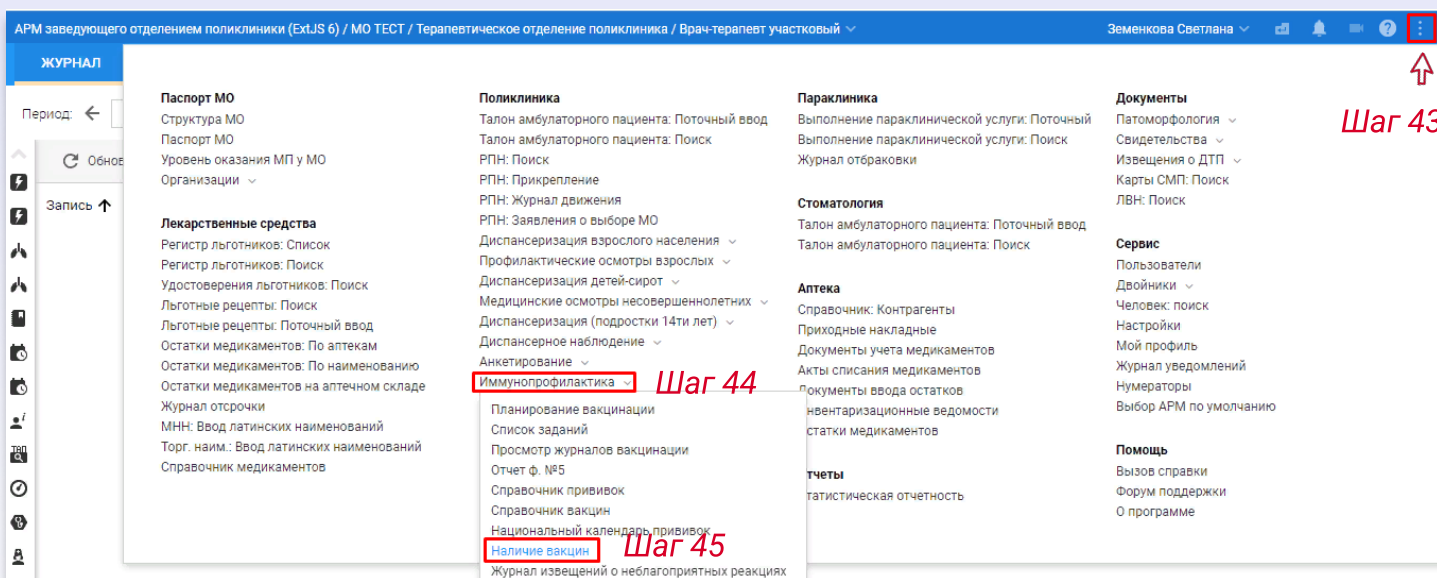 АРМ заведующего отделением поликлиники (ExtJS 6) / МО ТЕСТ / Терапевтическое отделение поликлиника / Врач-терапевт участковый
Земенкова Светлана
ЖУРНАЛ
Период:
Обнов
Запись
Шаг 43
Паспорт МО
Структура МО
Паспорт МО
Уровень оказания МП у МО
Организации
Лекарственные средства
Регистр льготников: Список
Регистр льготников: Поиск
Удостоверения льготников: Поиск
Льготные рецепты: Поиск
Льготные рецепты: Поточный ввод
Остатки медикаментов: По аптекам
Остатки медикаментов: По наименованию
Остатки медикаментов на аптечном складе
Журнал отсрочки
МНН: Ввод латинских наименований
Торг. наим.: Ввод латинских наименований
Справочник медикаментов
Поликлиника
Талон амбулаторного пациента: Поточный ввод
Талон амбулаторного пациента: Поиск
РПН: Поиск
РПН: Прикрепление
РПН: Журнал движения
РПН: Заявления о выборе МО
Диспансеризация взрослого населения
Профилактические осмотры взрослых
Диспансеризация детей-сирот
Медицинские осмотры несовершеннолетних
Диспансеризация (подростки 14ти лет)
Диспансерное наблюдение
Анкетирование
Иммунопрофилактика
Шаг 44
Планирование вакцинации
Список заданий
Просмотр журналов вакцинации
Отчет ф. №5
Справочник прививок
Справочник вакцин
Национальный календарь прививок
Наличие вакцин
Шаг 45
Журнал извещений о неблагоприятных реакциях
Параклиника
Выполнение параклинической услуги: Поточный
Выполнение параклинической услуги: Поиск
Журнал отбраковки
Стоматология
Талон амбулаторного пациента: Поточный ввод
Талон амбулаторного пациента: Поиск
Аптека
Справочник: Контрагенты
Приходные накладные
Документы учета медикаментов
Акты списания медикаментов
Документы ввода остатков
нвентаризационные ведомости
статки медикаментов
тчеты
татистическая отчетность
Документы
Патоморфология
Свидетельства
Извещения о ДТП
Карты СМП: Поиск
ЛВН: Поиск
Сервис
Пользователи
Двойники
Человек: поиск
Настройки
Мой профиль
Журнал уведомлений
Нумераторы
Выбор АРМ по умолчанию
Помощь
Вызов справки
Форум поддержки
О программе